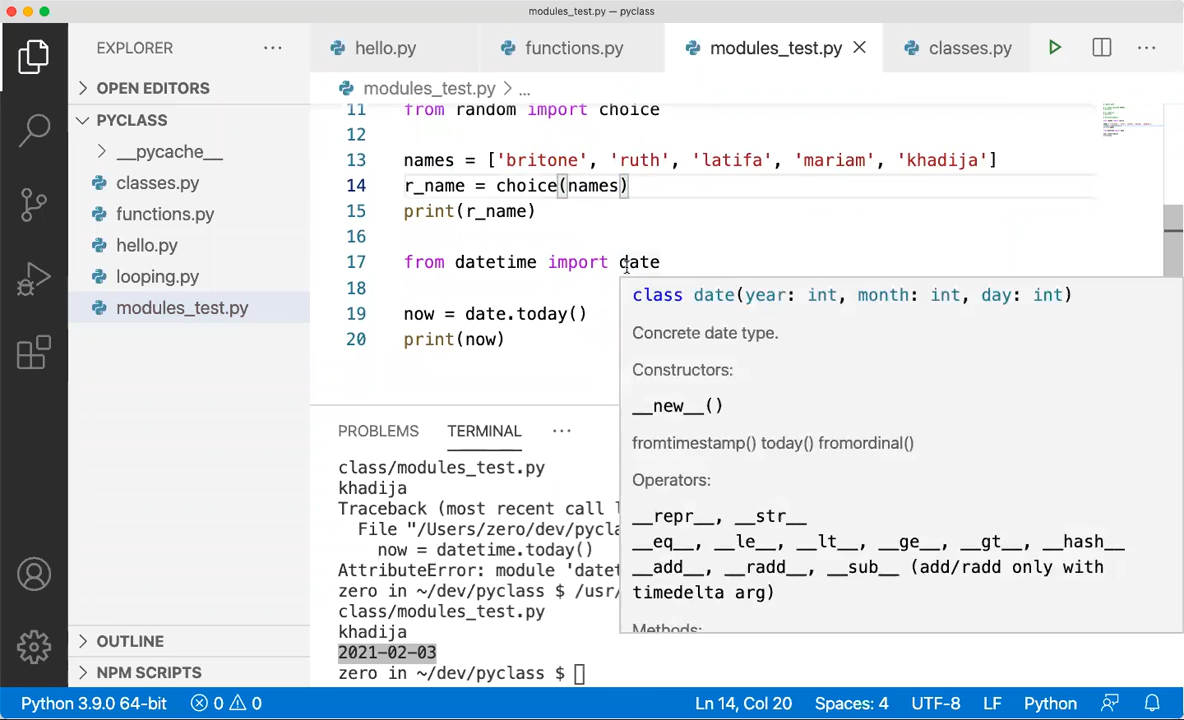 modules_test.py — pyclass
EXPLORER
hello.py
functions.py
modules_test.py
classes.py
OPEN EDITORS
modules_test.py > ...
PYCLASS
__pycache__
classes.py
functions.py
hello.py
looping.py
modules_test.py
11 from random import choice
12
13 names = ['britone', 'ruth', 'latifa', 'mariam', 'khadija']
14 r_name = choice(names)
15 print(r_name)
16
17 from datetime import date
18
19 now = date.today()
20 print(now)
class date(year: int, month: int, day: int)
Concrete date type.
Constructors:
__new__()
fromtimestamp() today() fromordinal()
Operators:
__repr__, __str__
__eq__, __le__, __lt__, __ge__, __gt__, __hash__
__add__, __radd__, __sub__ (add/radd only with
timedelta arg)
Methods:
PROBLEMS TERMINAL ...
class/modules_test.py
khadija
Traceback (most recent call
File "/Users/zero/dev/pycla
now = datetime.today()
AttributeError: module 'datet
zero in ~/dev/pyclass $ /usr/
class/modules_test.py
khadija
2021-02-03
zero in ~/dev/pyclass $
OUTLINE
NPM SCRIPTS
Python 3.9.0 64-bit 0 0 Ln 14, Col 20 Spaces: 4 UTF-8 LF Python